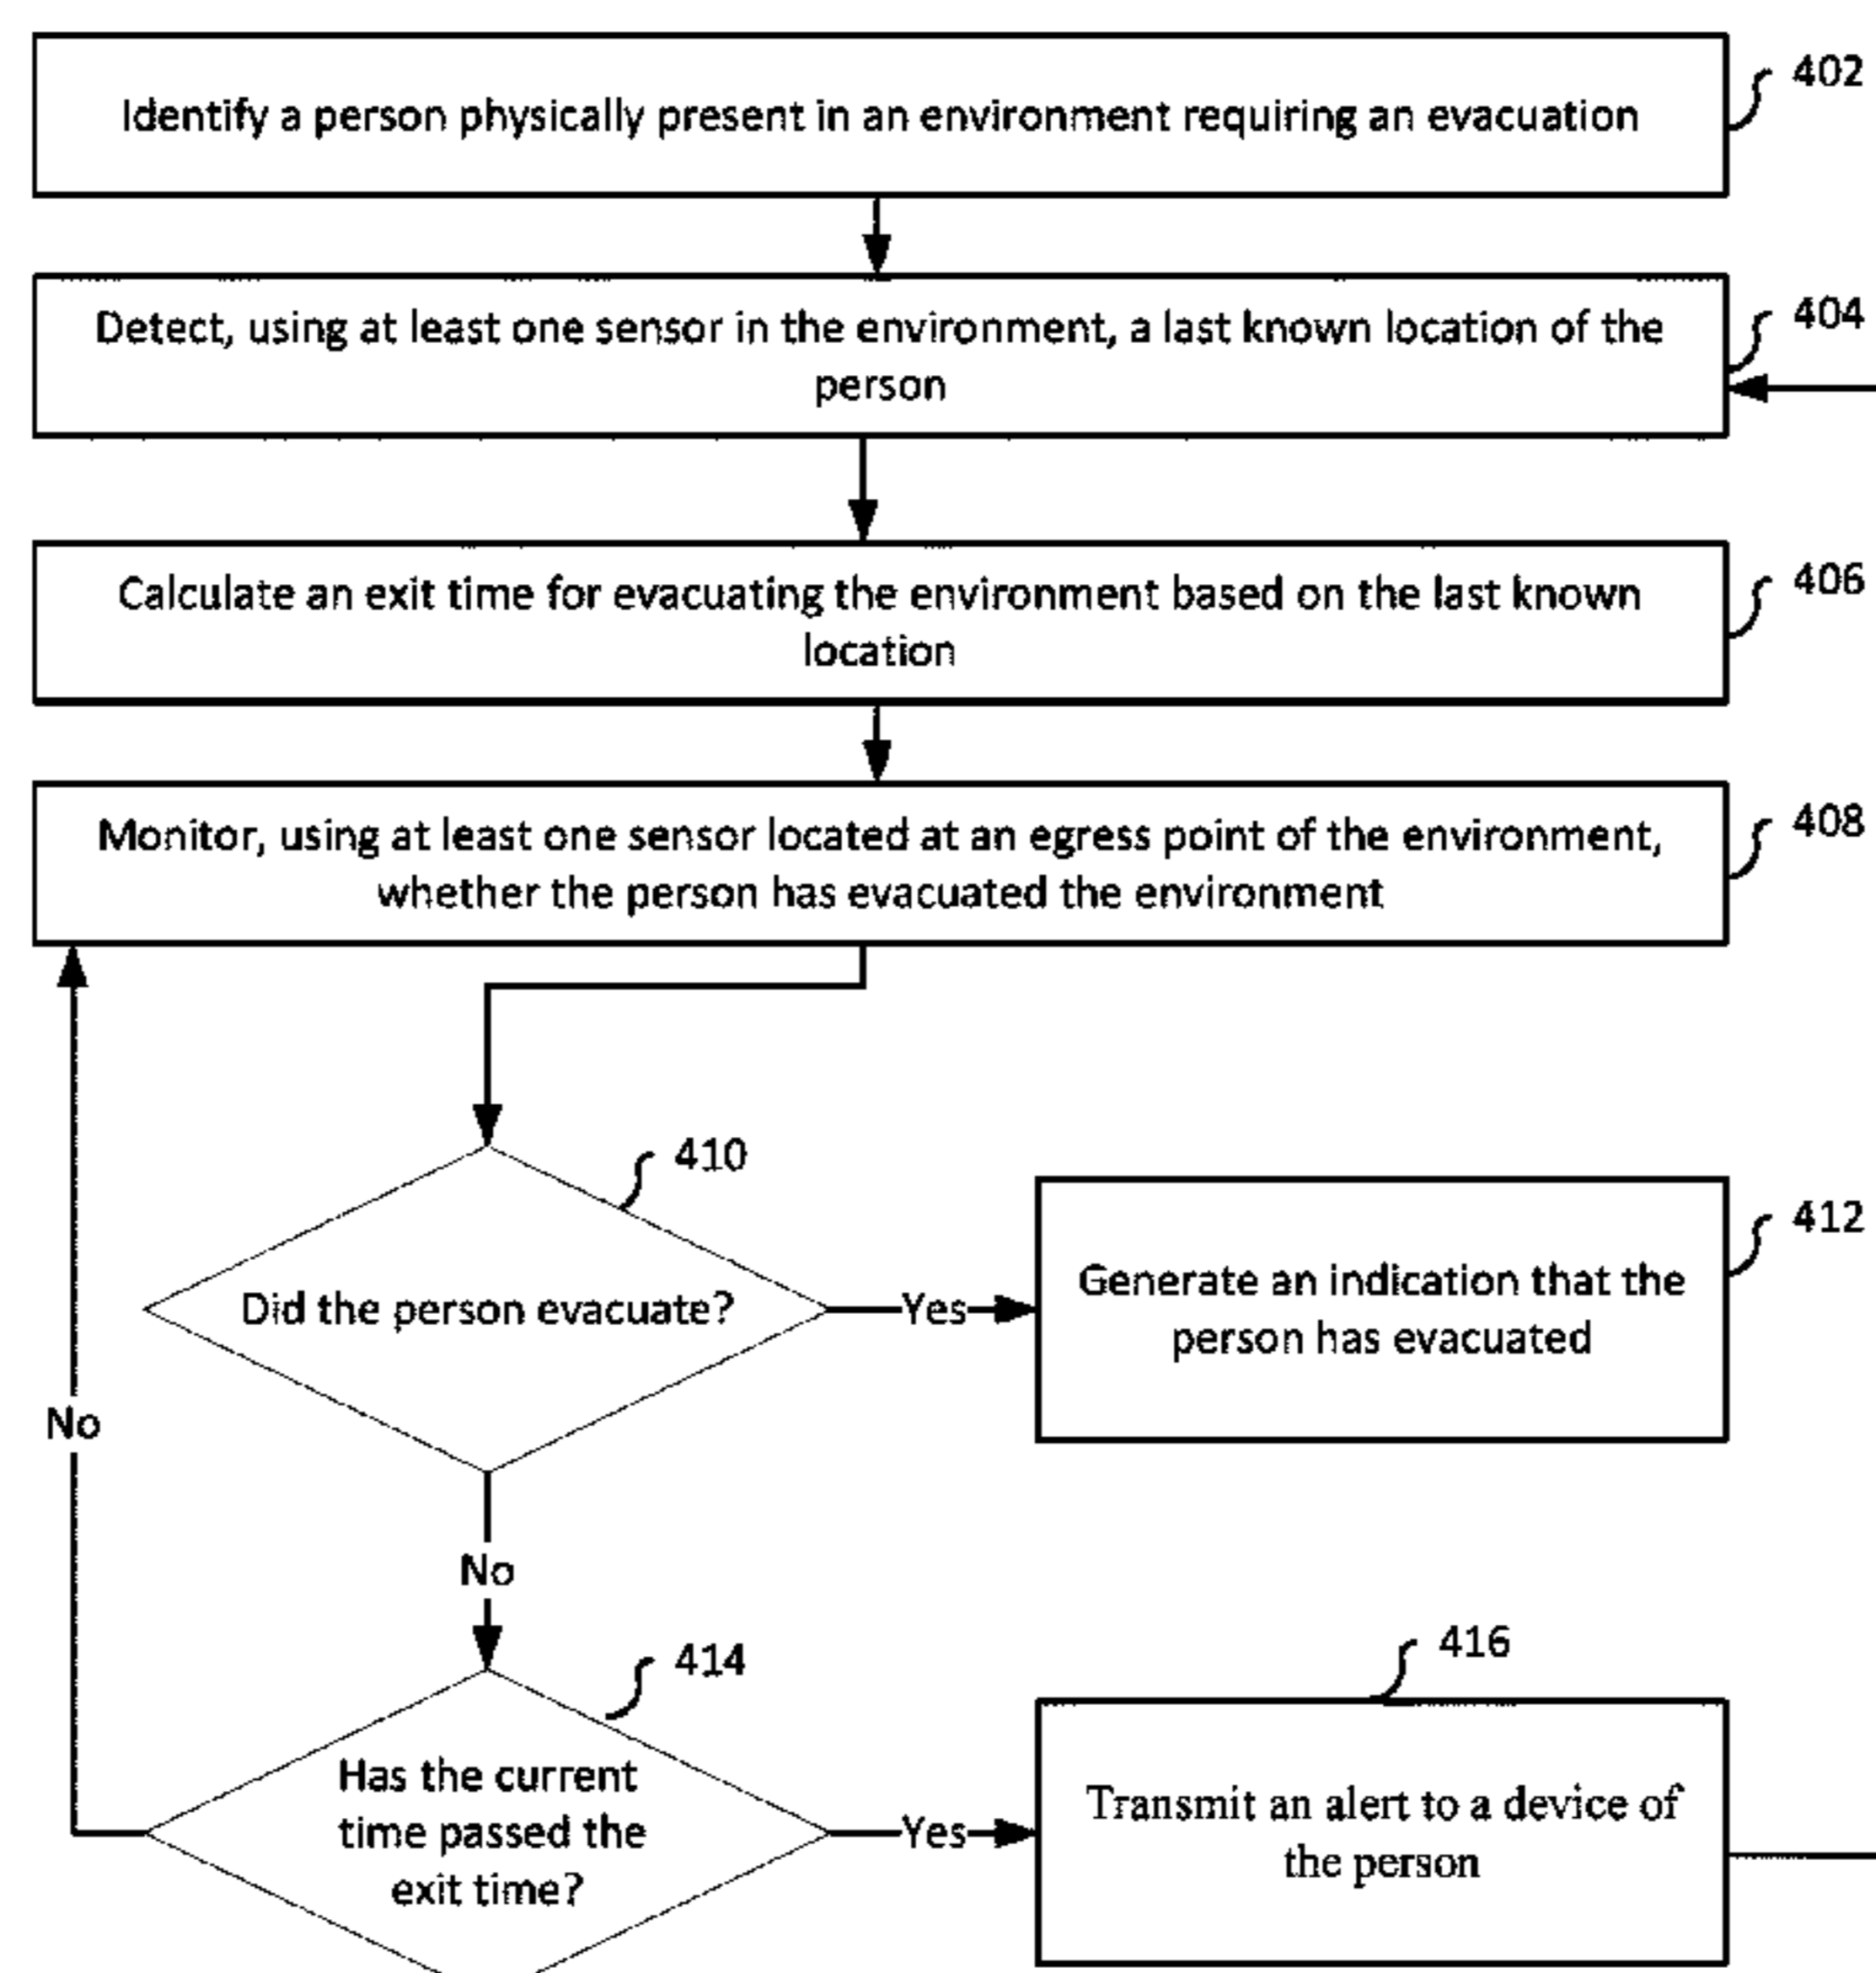 402
Identify a person physically present in an environment requiring an evacuation
404
Detect, using at least one sensor in the environment, a last known location of the
person
406
Calculate an exit time for evacuating the environment based on the last known
location
408
Monitor, using at least one sensor located at an egress point of the environment,
whether the person has evacuated the environment
410
Did the person evacuate?
Yes
412
Generate an indication that the
person has evacuated
No
No
414
Has the current
time passed the
exit time?
Yes
416
Transmit an alert to a device of
the person